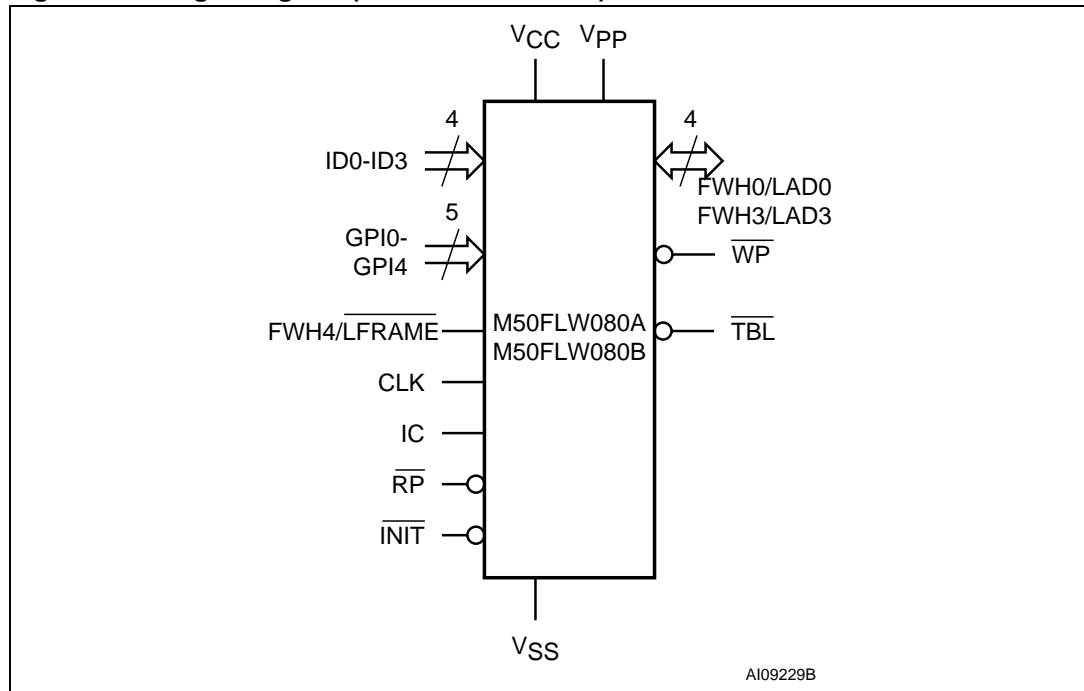 VCC VPP
4
4
ID0-ID3
FWH0/LAD0
FWH3/LAD3
5
GPI0-
GPI4
WP
FWH4/LFRAME
M50FLW080A
M50FLW080B
TBL
CLK
IC
RP
INIT
VSS
AI09229B